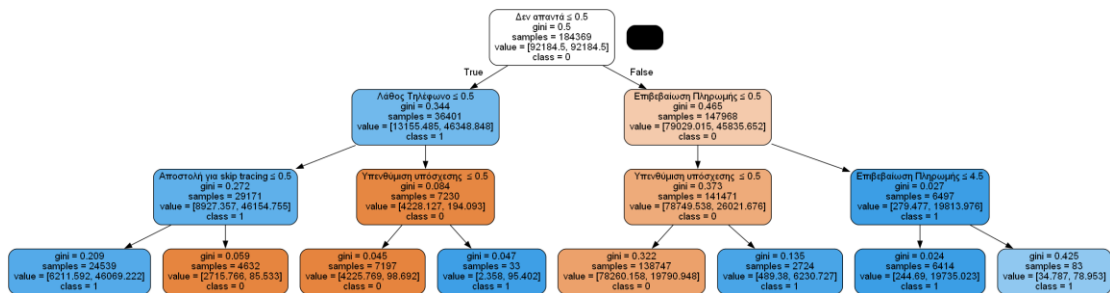 Δεν απαντά ≤ 0.5
gini = 0.5
samples = 184369
value = [92184.5, 92184.5]
class = 0
True
False
Λάθος Τηλέφωνο ≤ 0.5
gini = 0.344
samples = 36401
value = [13155.485, 46348.848]
class = 1
Επιβεβαίωση Πληρωμής ≤ 0.5
gini = 0.465
samples = 147968
value = [79029.015, 45835.652]
class = 0
Αποστολή για skip tracing ≤ 0.5
gini = 0.272
samples = 29171
value = [8927.357, 46154.755]
class = 1
Υπενθύμιση υπόσχεσης ≤ 0.5
gini = 0.084
samples = 7230
value = [4228.127, 194.093]
class = 0
Υπενθύμιση υπόσχεσης ≤ 0.5
gini = 0.373
samples = 141471
value = [78749.538, 26021.676]
class = 0
Επιβεβαίωση Πληρωμής ≤ 4.5
gini = 0.027
samples = 6497
value = [279.477, 19813.976]
class = 1
gini = 0.209
samples = 24539
value = [6211.592, 46069.222]
class = 1
gini = 0.059
samples = 4632
value = [2715.766, 85.533]
class = 0
gini = 0.045
samples = 7197
value = [4225.769, 98.692]
class = 0
gini = 0.047
samples = 33
value = [2.358, 95.402]
class = 1
gini = 0.322
samples = 138747
value = [78260.158, 19790.948]
class = 0
gini = 0.135
samples = 2724
value = [489.38, 6230.727]
class = 1
gini = 0.024
samples = 6414
value = [244.69, 19735.023]
class = 1
gini = 0.425
samples = 83
value = [34.787, 78.953]
class = 1